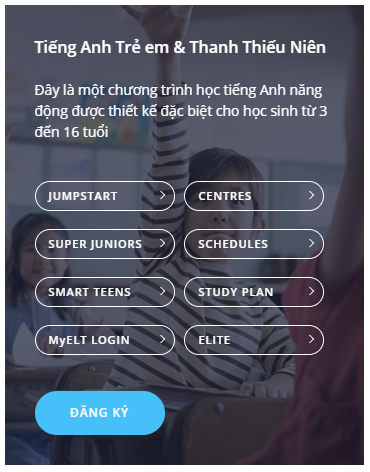 Tiếng Anh Trẻ em & Thanh Thiếu Niên
Đây là một chương trình học tiếng Anh năng
động được thiết kế đặc biệt cho học sinh từ 3
đến 16 tuổi
JUMPSTART
CENTRES
SUPER JUNIORS
SCHEDULES
SMART TEENS
STUDY PLAN
MyELT LOGIN
ELITE
ĐĂNG KÝ